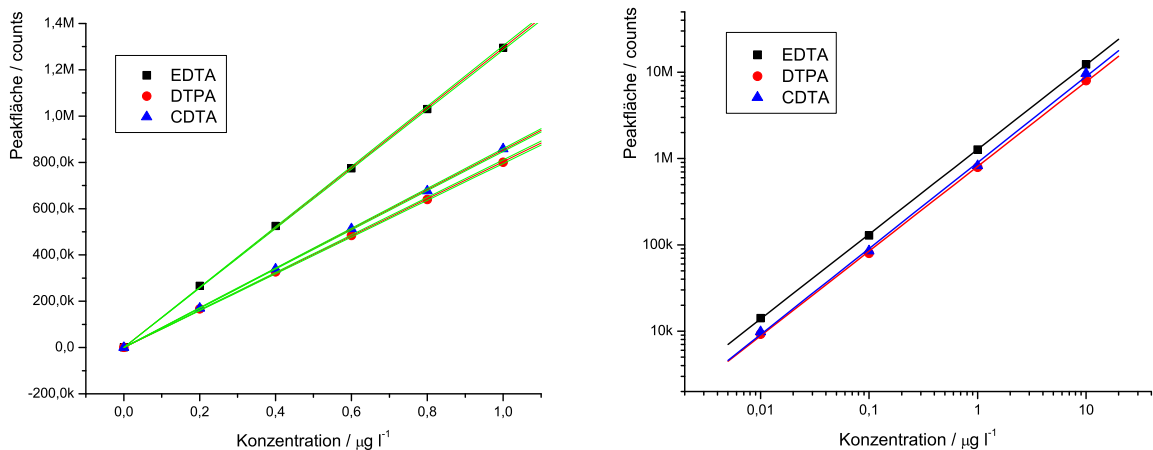 Peakfläche / counts
1,4M
1,2M
1,0M
800,0k
600,0k
400,0k
200,0k
0,0
-200,0k
EDTA
DTPA
CDTA
0,0 0,2 0,4 0,6 0,8 1,0
Konzentration / µg l⁻¹
Peakfläche / counts
10M
1M
100k
10k
EDTA
DTPA
CDTA
0,01 0,1 1 10
Konzentration / µg l⁻¹